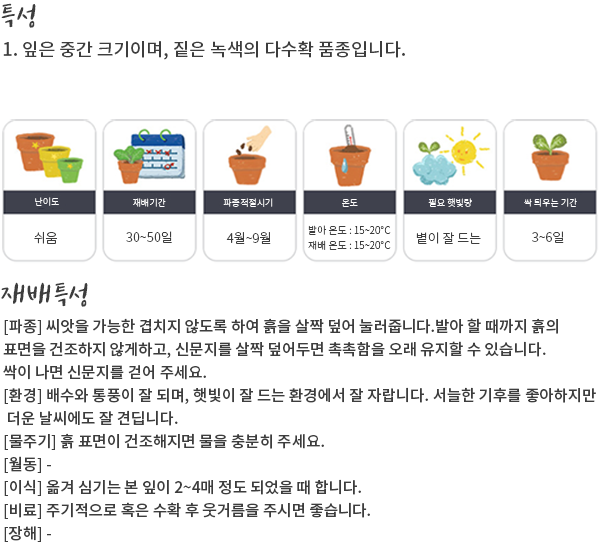 특성
1. 잎은 중간 크기이며, 짙은 녹색의 다수확 품종입니다.
난이도
재배기간
파종적절시기
온도
필요 햇빛량
싹 틔우는 기간
쉬움
30~50일
4월~9월
발아 온도 : 15~20°C
재배 온도 : 15~20°C
볕이 잘 드는
3~6일
재배특성
[파종] 씨앗을 가능한 겹치지 않도록 하여 흙을 살짝 덮어 눌러줍니다.발아 할 때까지 흙의
표면을 건조하지 않게하고, 신문지를 살짝 덮어두면 촉촉함을 오래 유지할 수 있습니다.
싹이 나면 신문지를 걷어 주세요.
[환경] 배수와 통풍이 잘 되며, 햇빛이 잘 드는 환경에서 잘 자랍니다. 서늘한 기후를 좋아하지만
더운 날씨에도 잘 견딥니다.
[물주기] 흙 표면이 건조해지면 물을 충분히 주세요.
[월동] -
[이식] 옮겨 심기는 본 잎이 2~4매 정도 되었을 때 합니다.
[비료] 주기적으로 혹은 수확 후 웃거름을 주시면 좋습니다.
[장해] -